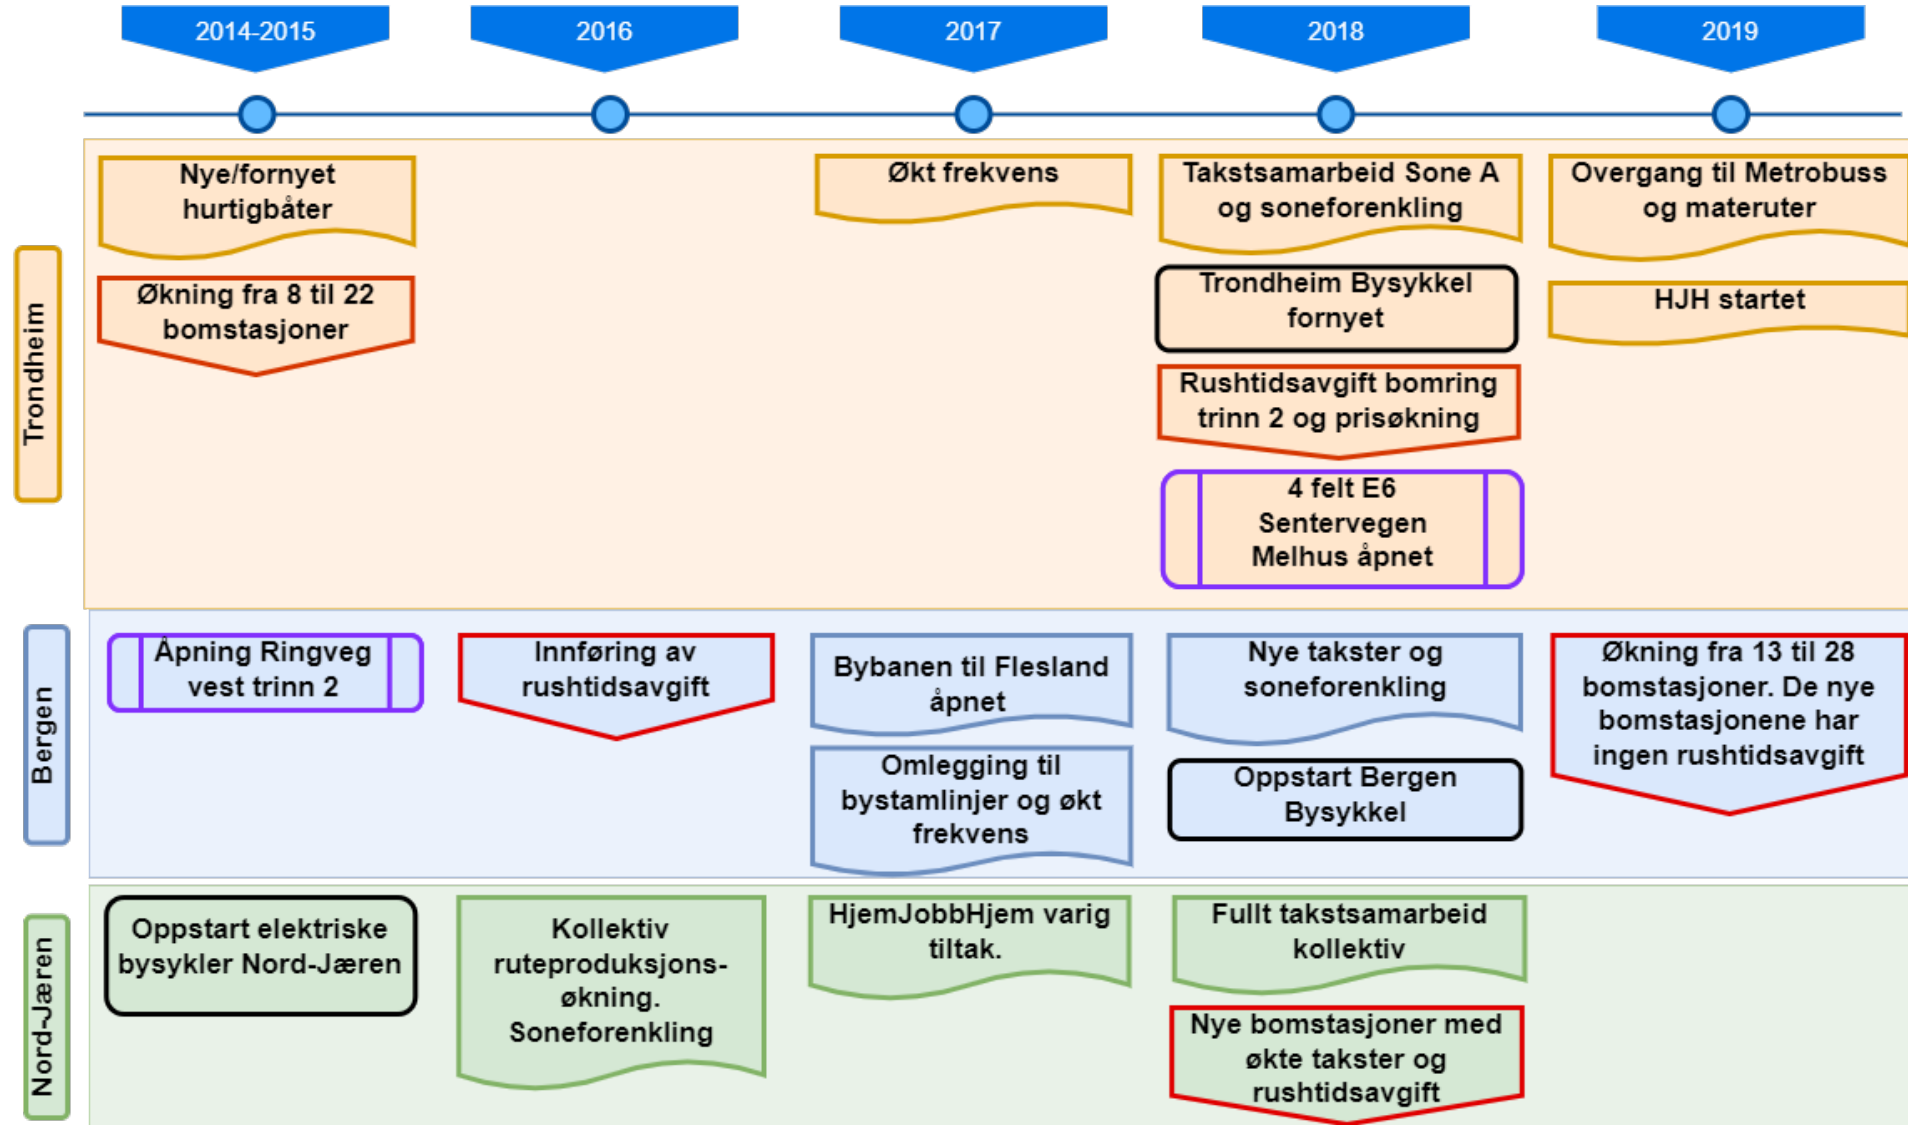 2014-2015
2016
2017
2018
2019
Trondheim
Nye/fornyet
hurtigbåter
Økning fra 8 til 22
bomstasjoner
Økt frekvens
Takstsamarbeid Sone A
og soneforenkling
Trondheim Bysykkel
fornyet
Rushtidsavgift bomring
trinn 2 og prisøkning
4 felt E6
Sentervegen
Melhus åpnet
Overgang til Metrobuss
og materuter
HJH startet
Bergen
Åpning Ringveg
vest trinn 2
Innføring av
rushtidsavgift
Bybanen til Flesland
åpnet
Omlegging til
bystamlinjer og økt
frekvens
Nye takster og
soneforenkling
Oppstart Bergen
Bysykkel
Økning fra 13 til 28
bomstasjoner. De nye
bomstasjonene har
ingen rushtidsavgift
Nord-Jæren
Oppstart elektriske
bysykler Nord-Jæren
Kollektiv
ruteproduksjons-
økning.
Soneforenkling
HjemJobbHjem varig
tiltak.
Fullt takstsamarbeid
kollektiv
Nye bomstasjoner med
økte takster og
rushtidsavgift